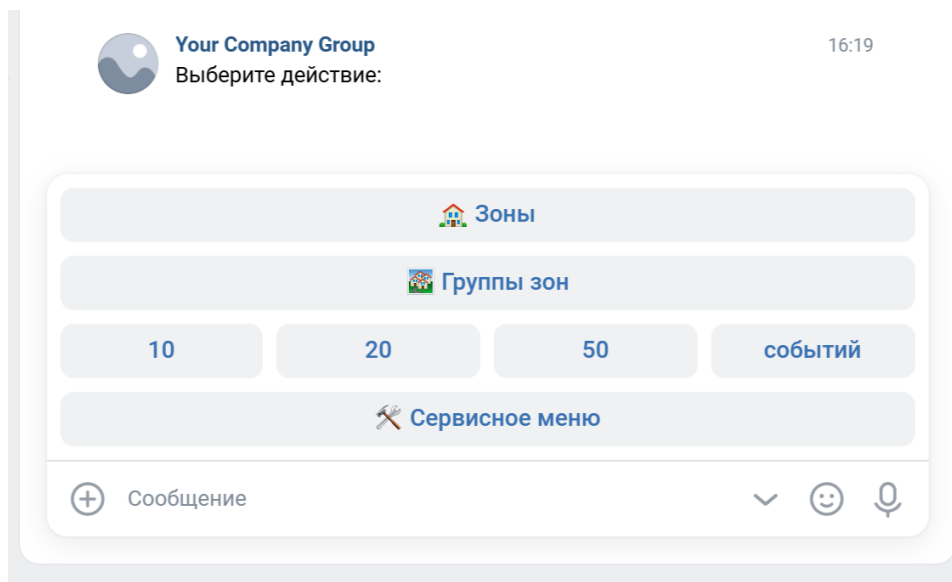 Your Company Group 16:19
Выберите действие:
Зоны
Группы зон
10 20 50 событий
Сервисное меню
Сообщение